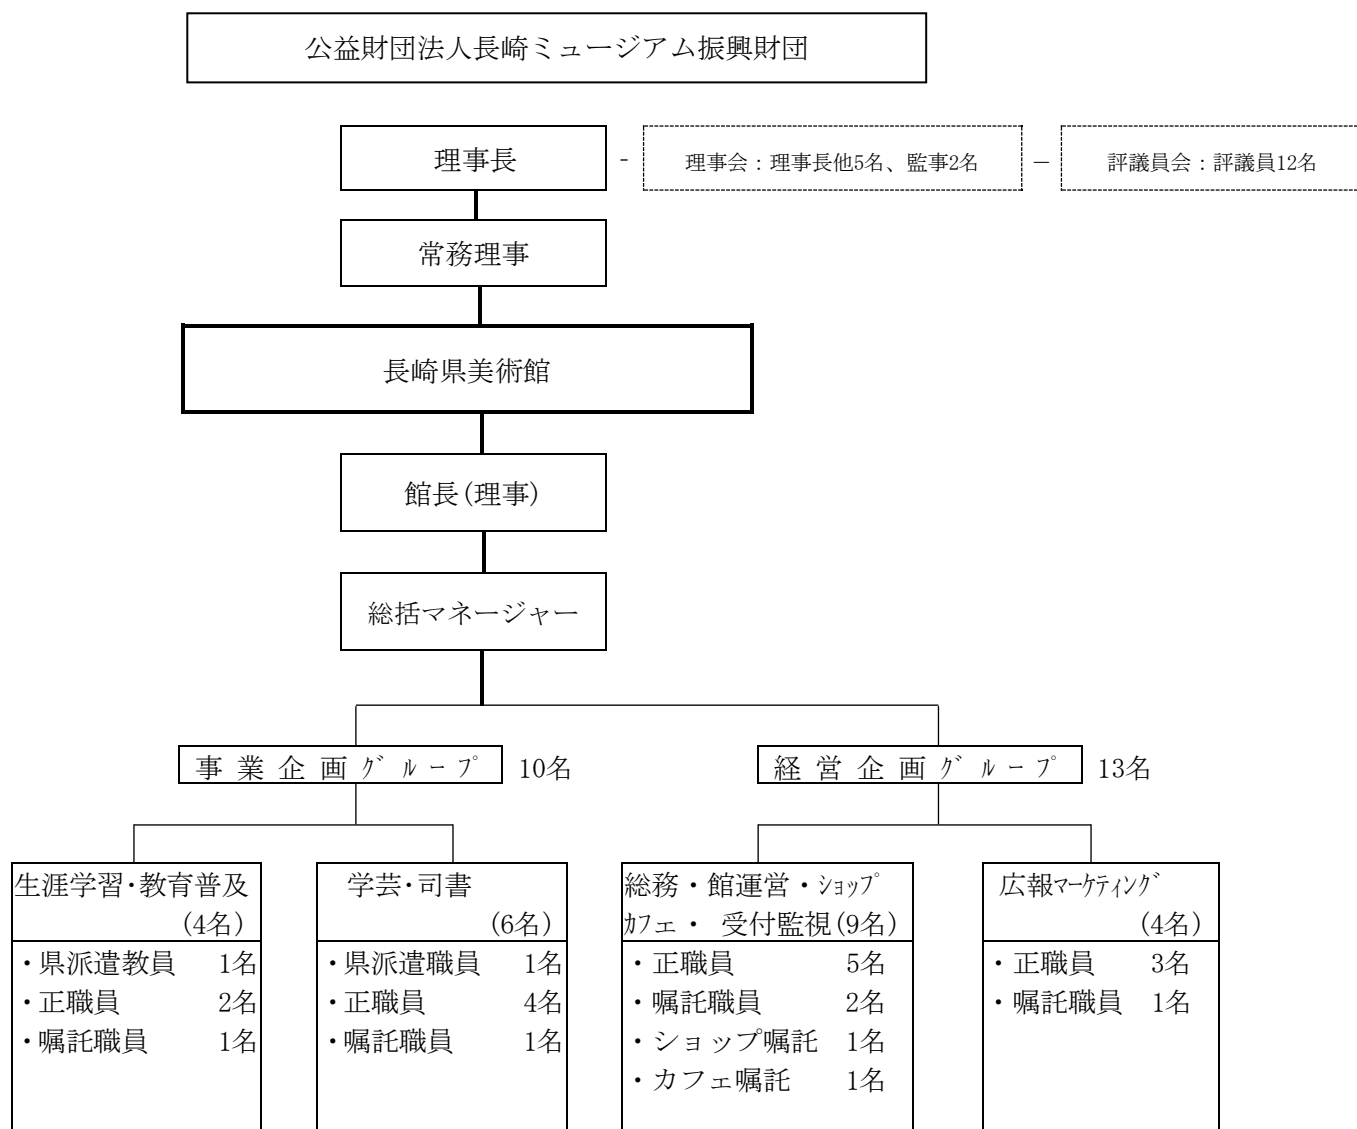 公益財団法人長崎ミュージアム振興財団
理事長 - 理事会：理事長他5名、監事2名 － 評議員会：評議員12名
常務理事
長崎県美術館
館長(理事)
総括マネージャー
事業企画ｸﾞﾙｰﾌﾟ 10名
経営企画ｸﾞﾙｰﾌﾟ 13名
生涯学習・教育普及
(4名)
・県派遣教員 1名
・正職員 2名
・嘱託職員 1名
学芸・司書
(6名)
・県派遣職員 1名
・正職員 4名
・嘱託職員 1名
総務・館運営・ｼｮｯﾌﾟ
ｶﾌｪ・ 受付監視(9名)
・正職員 5名
・嘱託職員 2名
・ショップ嘱託 1名
・カフェ嘱託 1名
広報ﾏｰｹﾃｨﾝｸﾞ
(4名)
・正職員 3名
・嘱託職員 1名